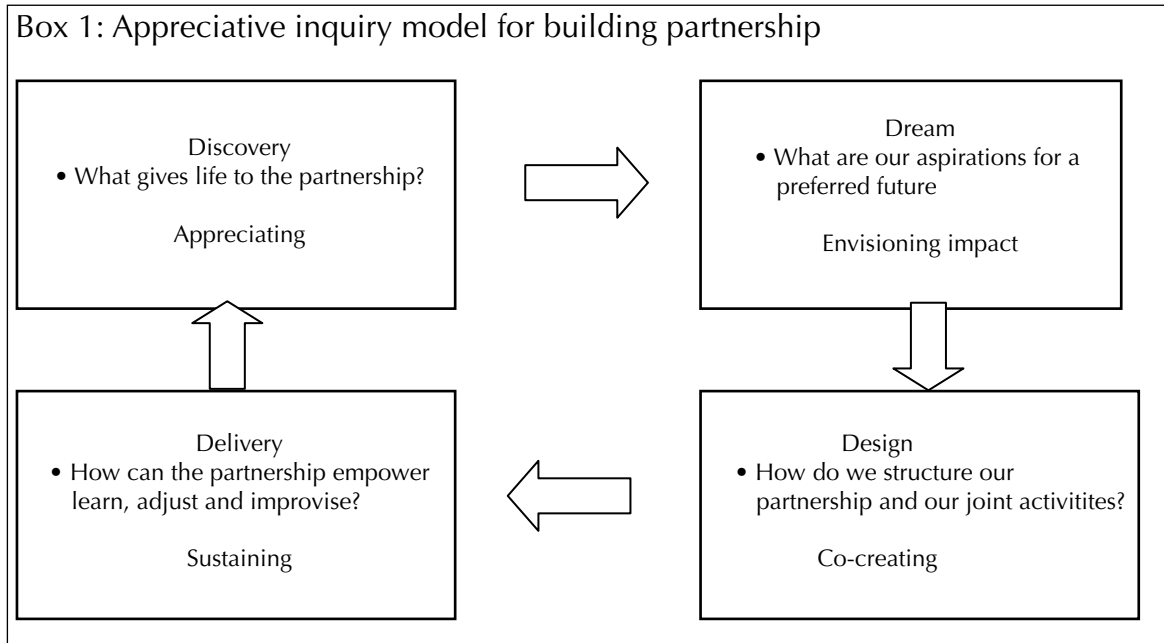 Box 1: Appreciative inquiry model for building partnership
Discovery
• What gives life to the partnership?
Appreciating
Dream
• What are our aspirations for a
preferred future
Envisioning impact
Delivery
• How can the partnership empower
learn, adjust and improvise?
Sustaining
Design
• How do we structure our
partnership and our joint activitites?
Co-creating